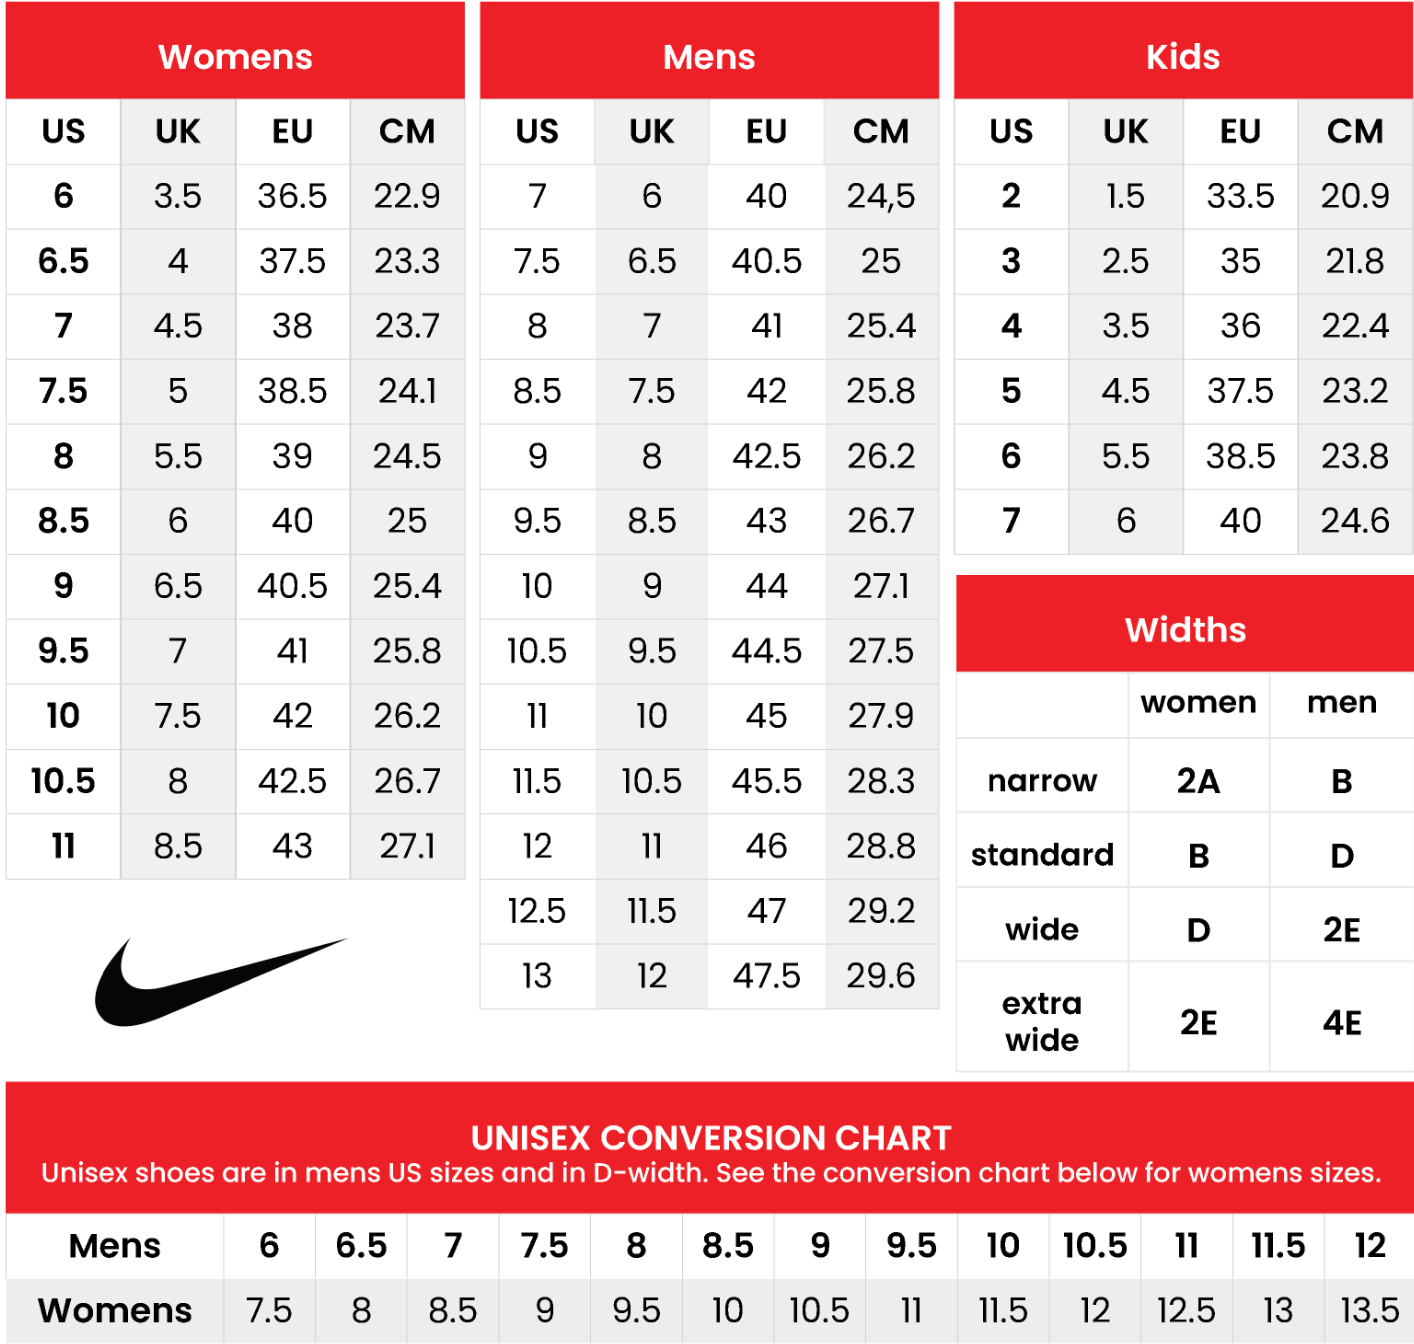 Womens
US UK EU CM
6 3.5 36.5 22.9
6.5 4 37.5 23.3
7 4.5 38 23.7
7.5 5 38.5 24.1
8 5.5 39 24.5
8.5 6 40 25
9 6.5 40.5 25.4
9.5 7 41 25.8
10 7.5 42 26.2
10.5 8 42.5 26.7
11 8.5 43 27.1
Mens
US UK EU CM
7 6 40 24,5
7.5 6.5 40.5 25
8 7 41 25.4
8.5 7.5 42 25.8
9 8 42.5 26.2
9.5 8.5 43 26.7
10 9 44 27.1
10.5 9.5 44.5 27.5
11 10 45 27.9
11.5 10.5 45.5 28.3
12 11 46 28.8
12.5 11.5 47 29.2
13 12 47.5 29.6
Kids
US UK EU CM
2 1.5 33.5 20.9
3 2.5 35 21.8
4 3.5 36 22.4
5 4.5 37.5 23.2
6 5.5 38.5 23.8
7 6 40 24.6
Widths
women men
narrow 2A B
standard B D
wide D 2E
extra
wide 2E 4E
UNISEX CONVERSION CHART
Unisex shoes are in mens US sizes and in D-width. See the conversion chart below for womens sizes.
Mens 6 6.5 7 7.5 8 8.5 9 9.5 10 10.5 11 11.5 12
Womens 7.5 8 8.5 9 9.5 10 10.5 11 11.5 12 12.5 13 13.5